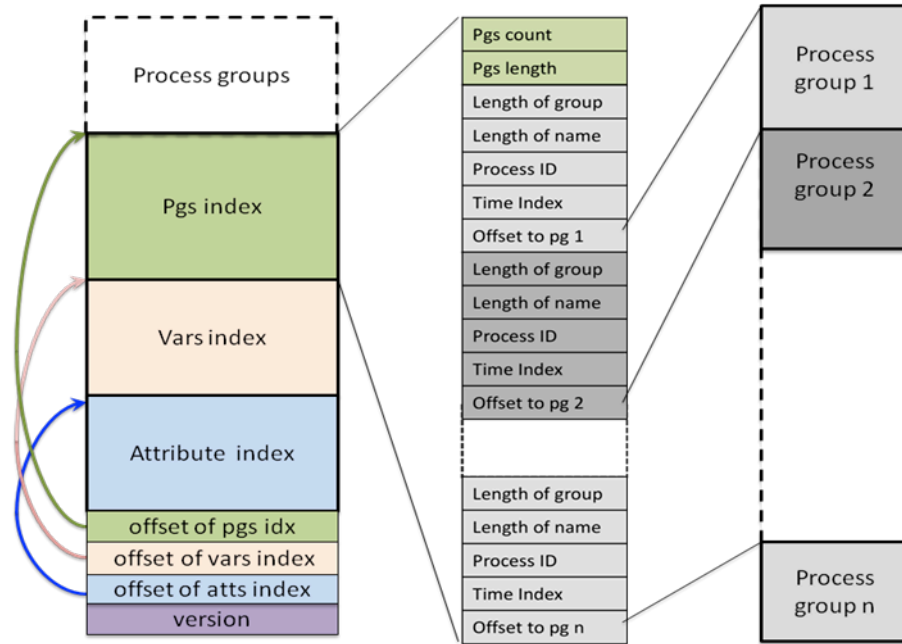 Process groups
Pgs index
Vars index
Attribute index
offset of pgs idx
offset of vars index
offset of atts index
version
Pgs count
Pgs length
Length of group
Length of name
Process ID
Time Index
Offset to pg 1
Length of group
Length of name
Process ID
Time Index
Offset to pg 2
Length of group
Length of name
Process ID
Time Index
Offset to pg n
Process
group 1
Process
group 2
Process
group n